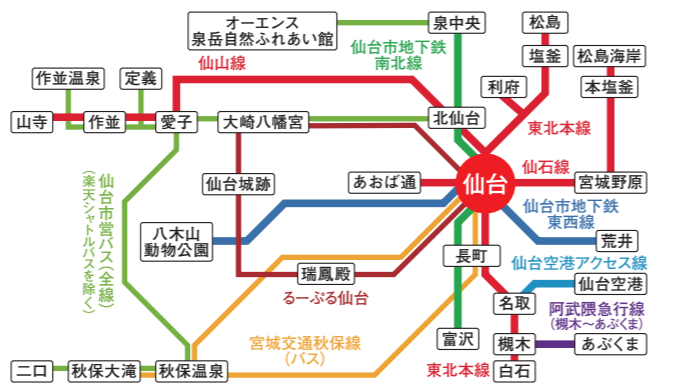 オーエンス
泉岳自然ふれあい館
泉中央
松島
仙台市地下鉄
南北線
塩釜
松島海岸
仙山線
作並温泉
定義
利府
本塩釜
山寺
作並
愛子
大崎八幡宮
北仙台
東北本線
仙石線
仙台
仙台城跡
あおば通
宮城野原
仙台市営バス(全線)
(楽天シャトルバスを除く)
仙台市地下鉄
東西線
八木山
動物公園
荒井
長町
仙台空港アクセス線
瑞鳳殿
仙台空港
るーぷる仙台
名取
阿武隈急行線
(槻木〜あぶくま)
宮城交通秋保線
(バス)
富沢
槻木
あぶくま
二口
秋保大滝
秋保温泉
東北本線
白石